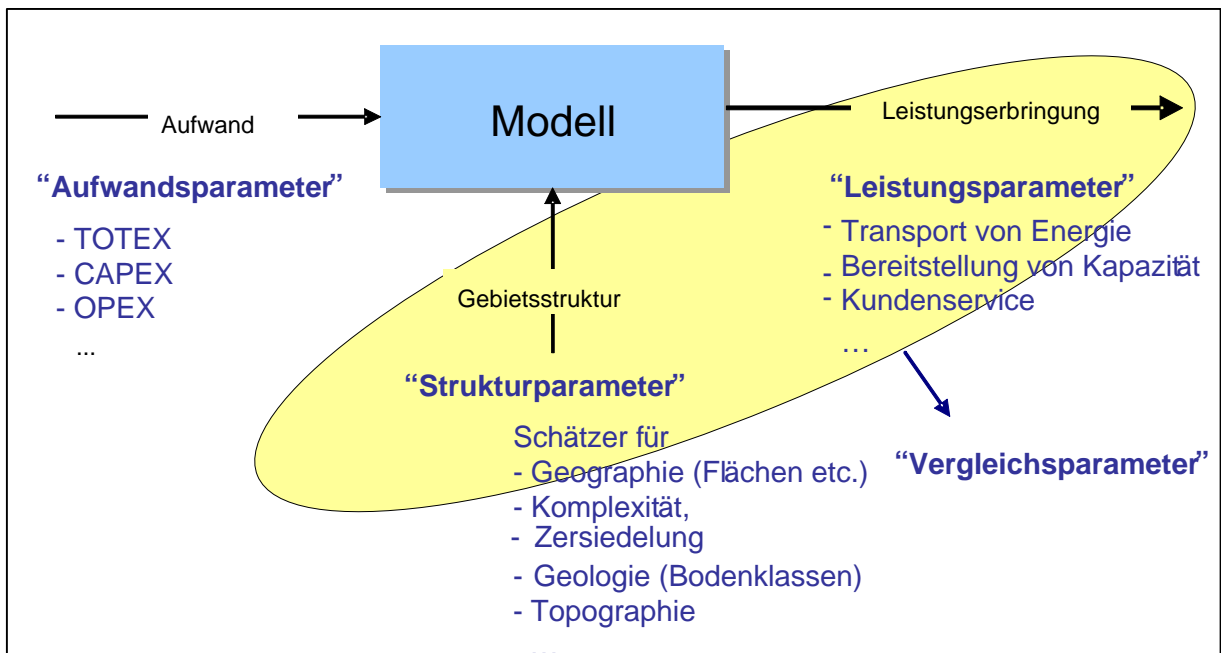 Modell
Aufwand
Leistungserbringung
“Aufwandsparameter”
- TOTEX
- CAPEX
- OPEX
...
“Leistungsparameter”
- Transport von Energie
- Bereitstellung von Kapazität
- Kundenservice
…
Gebietsstruktur
“Strukturparameter”
Schätzer für
- Geographie (Flächen etc.)
- Komplexität,
- Zersiedelung
- Geologie (Bodenklassen)
- Topographie
...
“Vergleichsparameter”